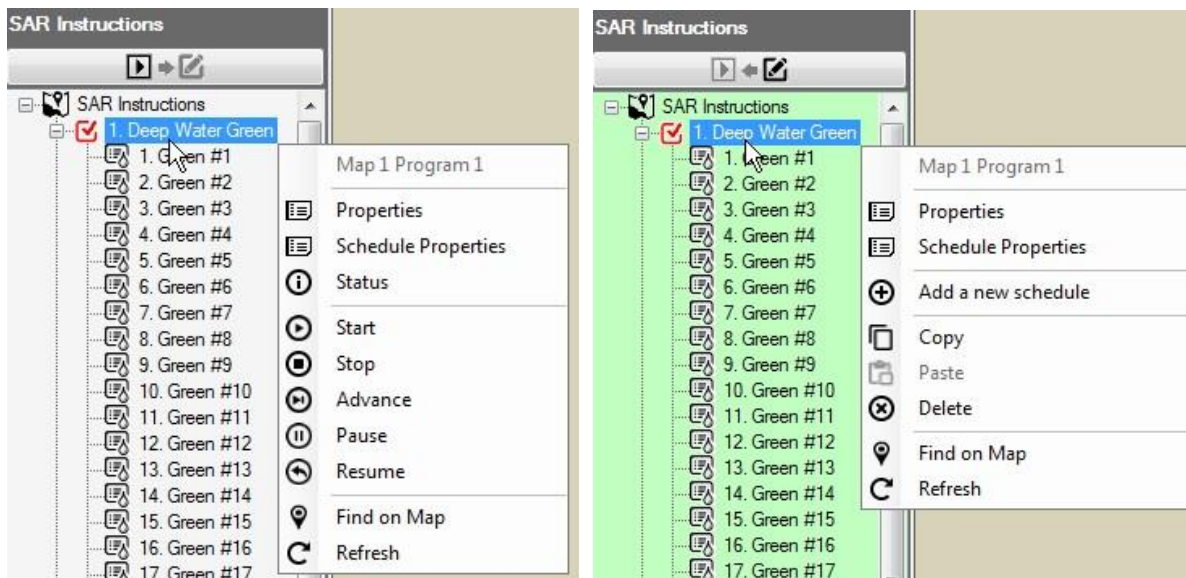 SAR Instructions
SAR Instructions
1. Deep Water Green
1. Green #1
2. Green #2
3. Green #3
4. Green #4
5. Green #5
6. Green #6
7. Green #7
8. Green #8
9. Green #9
10. Green #10
11. Green #11
12. Green #12
13. Green #13
14. Green #14
15. Green #15
16. Green #16
17. Green #17
Map 1 Program 1
Properties
Schedule Properties
Status
Start
Stop
Advance
Pause
Resume
Find on Map
Refresh
SAR Instructions
SAR Instructions
1. Deep Water Green
1. Green #1
2. Green #2
3. Green #3
4. Green #4
5. Green #5
6. Green #6
7. Green #7
8. Green #8
9. Green #9
10. Green #10
11. Green #11
12. Green #12
13. Green #13
14. Green #14
15. Green #15
16. Green #16
17. Green #17
Map 1 Program 1
Properties
Schedule Properties
Add a new schedule
Copy
Paste
Delete
Find on Map
Refresh